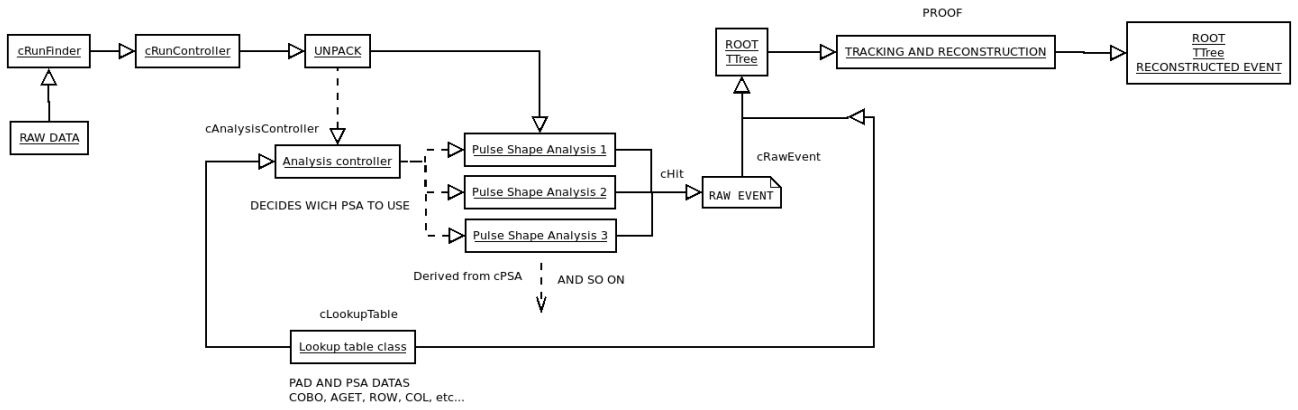 PROOF
cRunFinder
cRunController
UNPACK
ROOT
TTree
TRACKING AND RECONSTRUCTION
ROOT
TTree
RECONSTRUCTED EVENT
RAW DATA
cAnalysisController
Analysis controller
Pulse Shape Analysis 1
Pulse Shape Analysis 2
Pulse Shape Analysis 3
cHit
cRawEvent
RAW EVENT
DECIDES WICH PSA TO USE
Derived from cPSA
AND SO ON
cLookupTable
Lookup table class
PAD AND PSA DATAS
COBO, AGET, ROW, COL, etc...